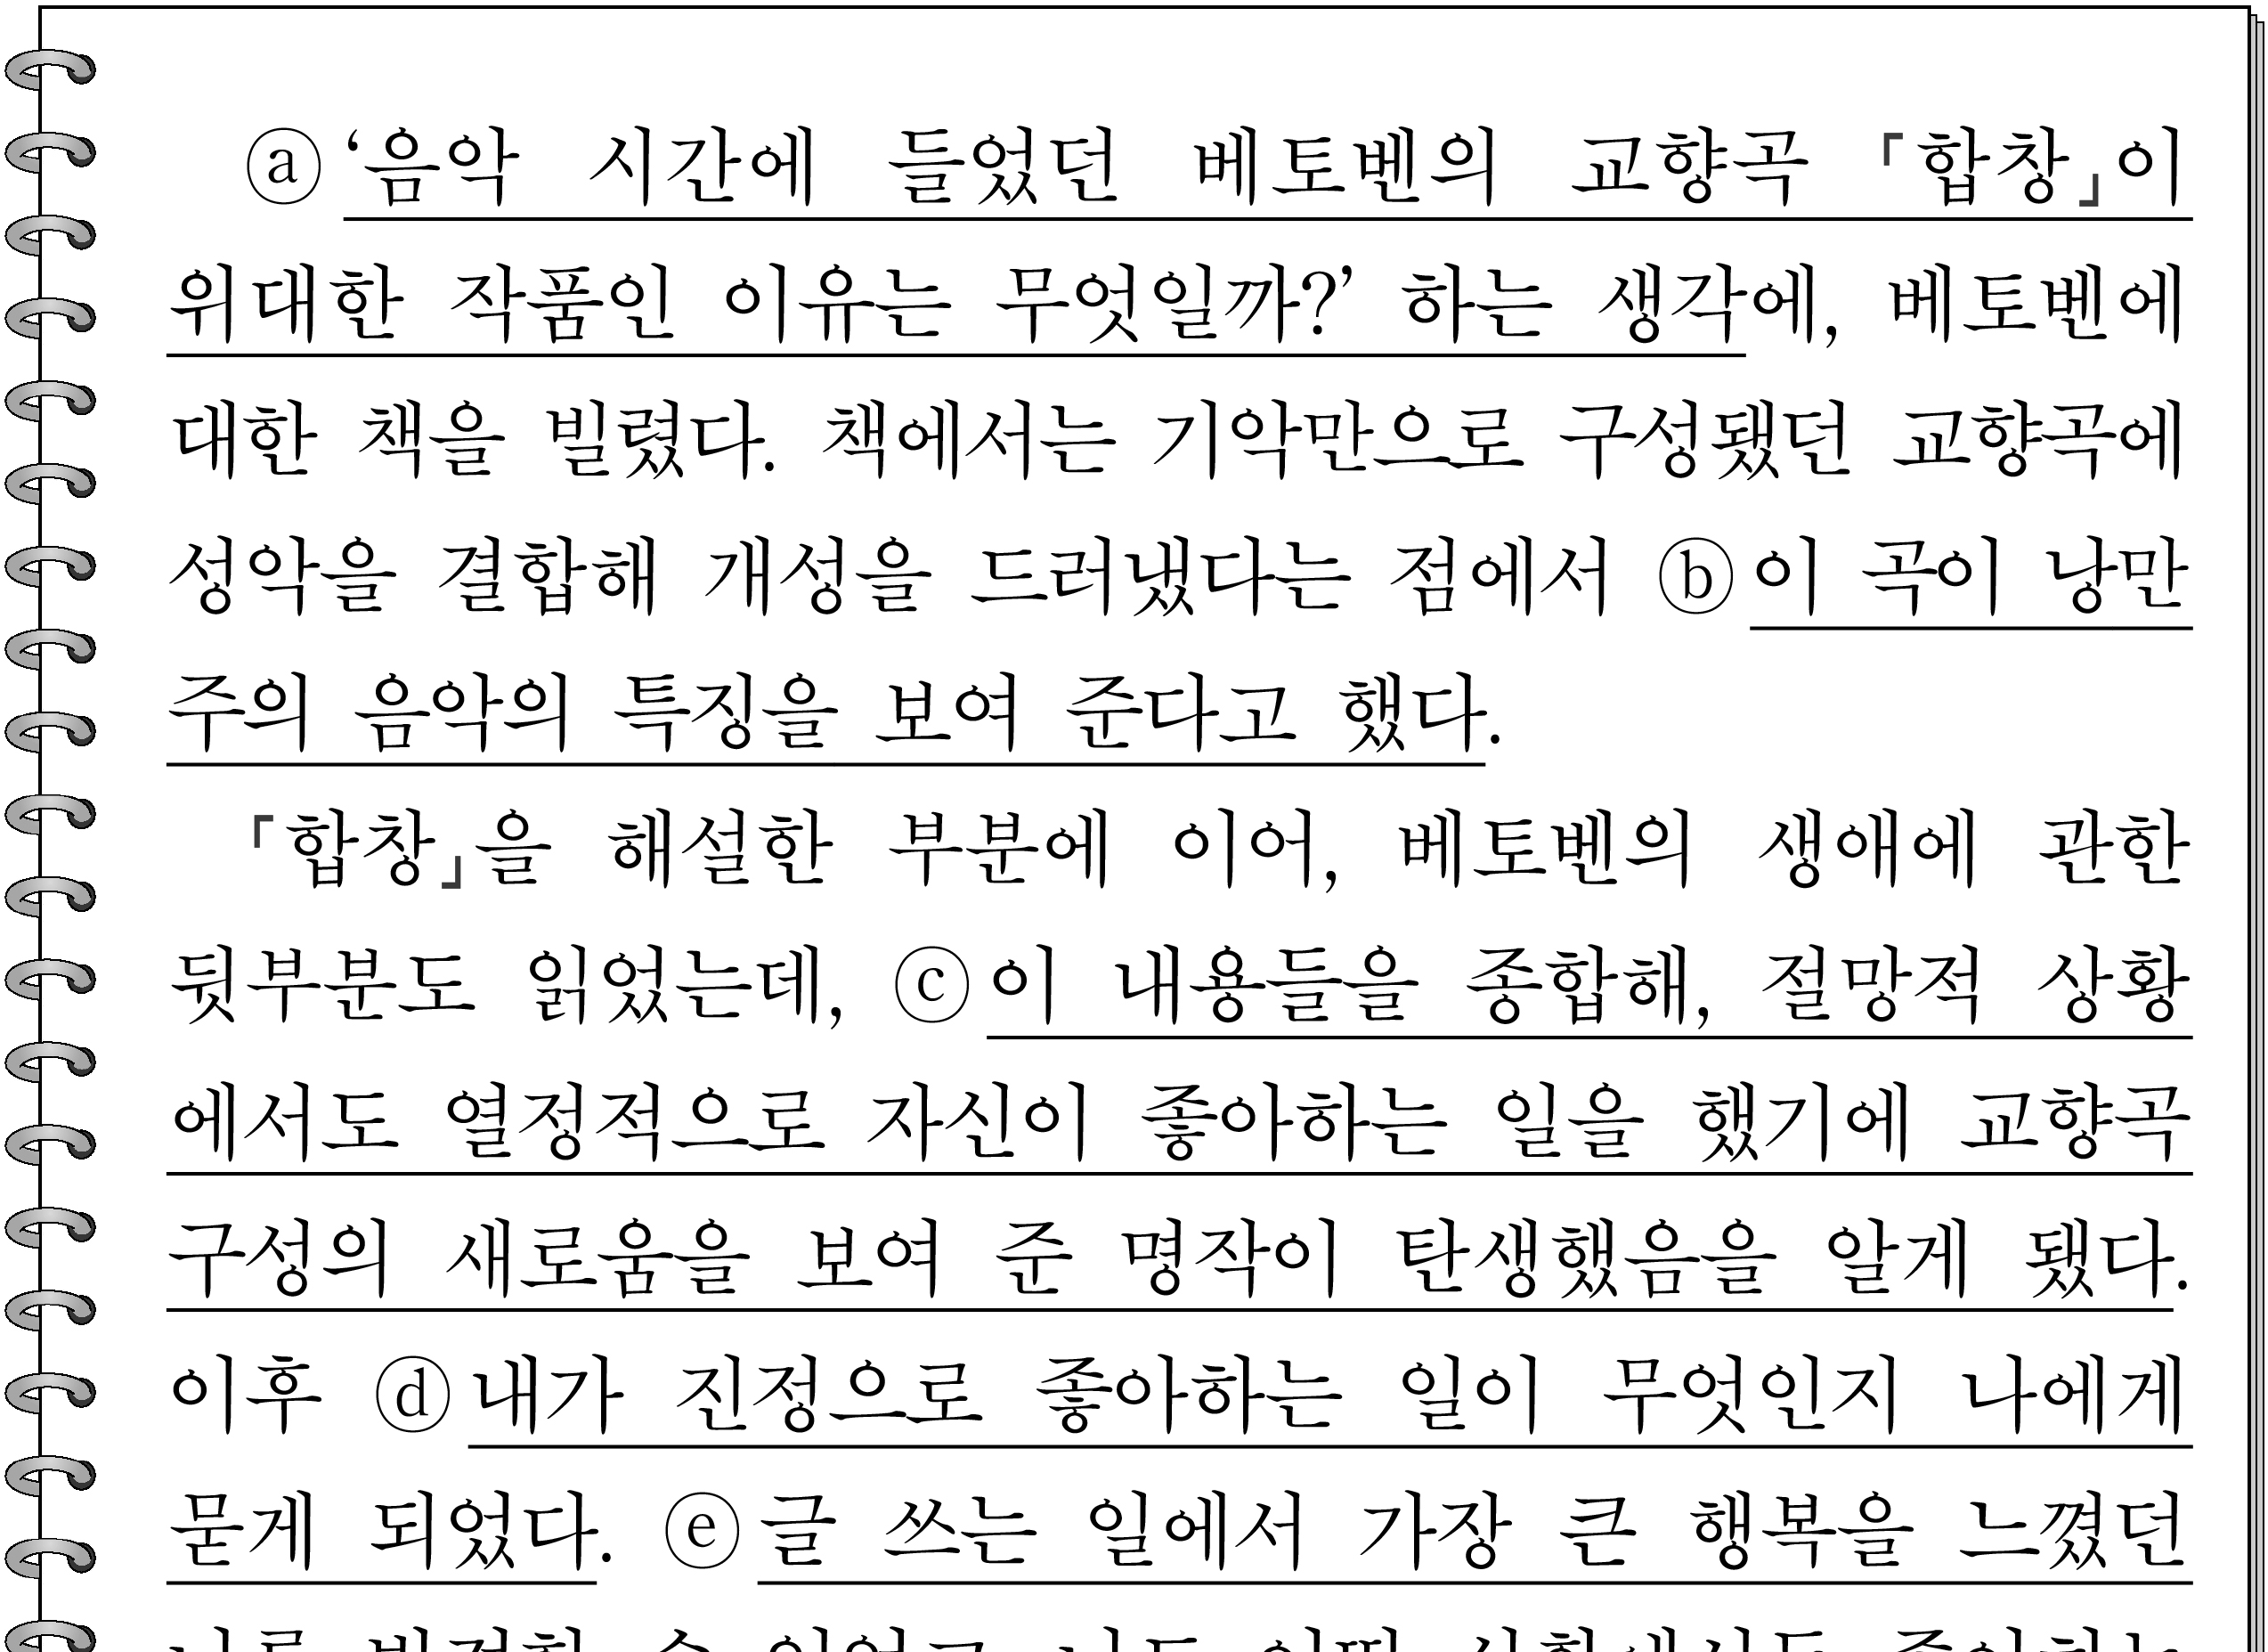 ⓐ‘음악 시간에 들었던 베토벤의 교향곡 「합창」이
위대한 작품인 이유는 무엇일까?’ 하는 생각에, 베토벤에
대한 책을 빌렸다. 책에서는 기악만으로 구성됐던 교향곡에
성악을 결합해 개성을 드러냈다는 점에서 ⓑ이 곡이 낭만
주의 음악의 특징을 보여 준다고 했다.
「합창」을 해설한 부분에 이어, 베토벤의 생애에 관한
뒷부분도 읽었는데, ⓒ이 내용들을 종합해, 절망적 상황
에서도 열정적으로 자신이 좋아하는 일을 했기에 교향곡
구성의 새로움을 보여 준 명작이 탄생했음을 알게 됐다.
이후 ⓓ내가 진정으로 좋아하는 일이 무엇인지 나에게
묻게 되었다. ⓔ글 쓰는 일에서 가장 큰 행복을 느꼈던